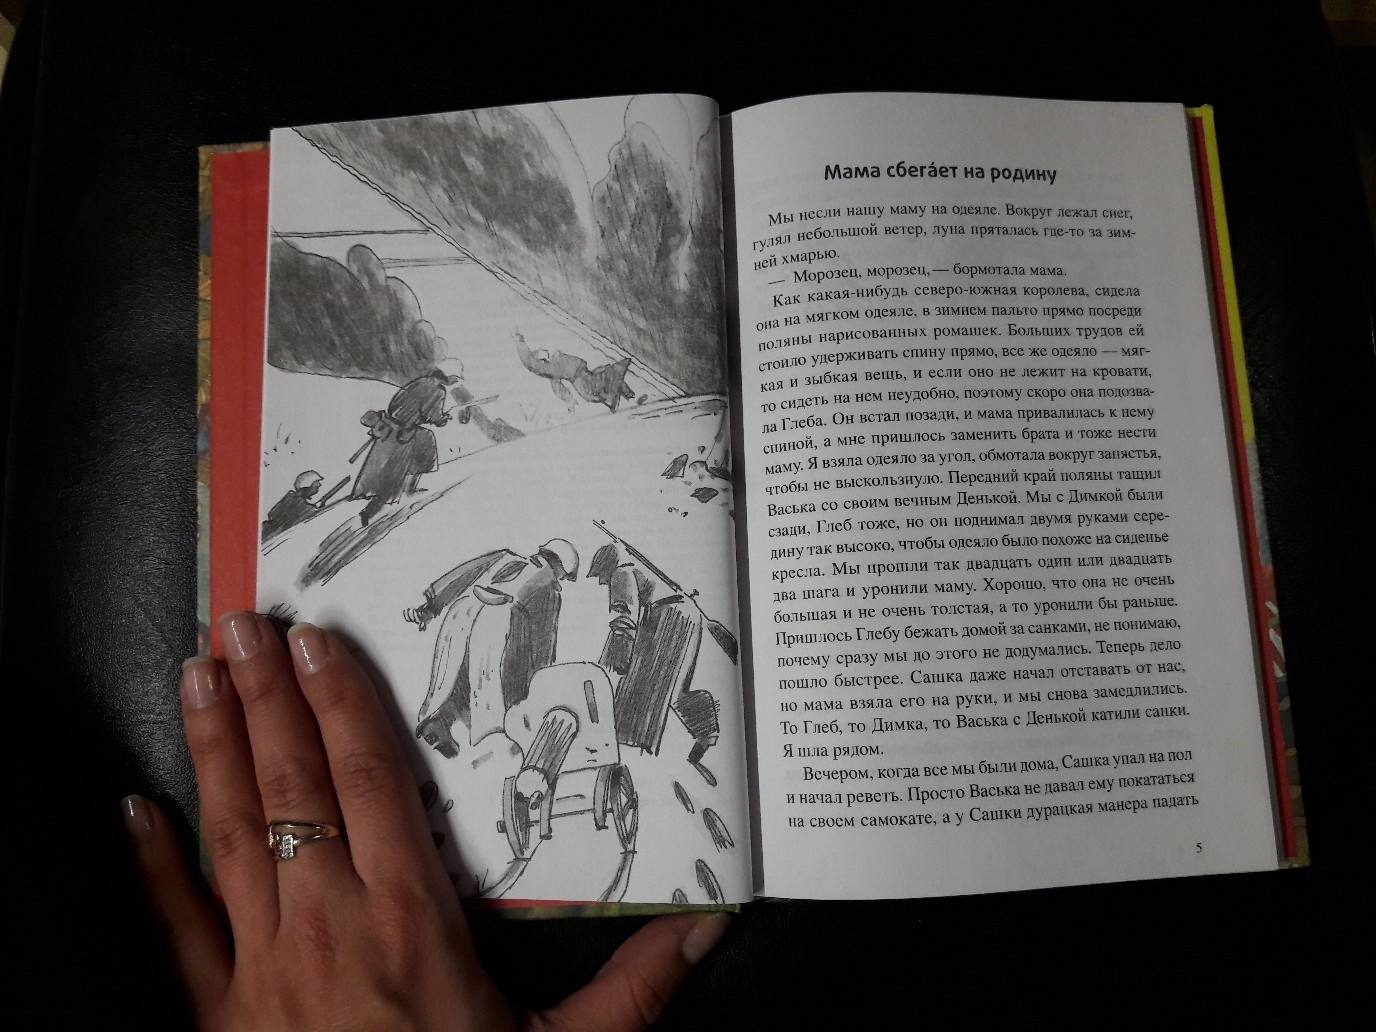 Мама сбега́ет на родину
Мы несли нашу маму на одеяле. Вокруг лежал снег,
гулял небольшой ветер, луна пряталась где-то за зим-
ней хмарью.
— Морозец, морозец, — бормотала мама.
Как какая-нибудь северо-южная королева, сидела
она на мягком одеяле, в зимнем пальто прямо посреди
поляны нарисованных ромашек. Больших трудов ей
стоило удерживать спину прямо, все же одеяло — мяг-
кая и зыбкая вещь, и если оно не лежит на кровати,
то сидеть на нем неудобно, поэтому скоро она подозва-
ла Глеба. Он встал позади, и мама привалилась к нему
спиной, а мне пришлось заменить брата и тоже нести
маму. Я взяла одеяло за угол, обмотала вокруг запястья,
чтобы не выскользнуло. Передний край поляны тащил
Васька со своим вечным Денькой. Мы с Димкой были
сзади, Глеб тоже, но он поднимал двумя руками сере-
дину так высоко, чтобы одеяло было похоже на сиденье
кресла. Мы прошли так двадцать один или двадцать
два шага и уронили маму. Хорошо, что она не очень
большая и не очень толстая, а то уронили бы раньше.
Пришлось Глебу бежать домой за санками, не понимаю,
почему сразу мы до этого не додумались. Теперь дело
пошло быстрее. Сашка даже начал отставать от нас,
но мама взяла его на руки, и мы снова замедлились.
То Глеб, то Димка, то Васька с Денькой катили санки.
Я шла рядом.
Вечером, когда все мы были дома, Сашка упал на пол
и начал реветь. Просто Васька не давал ему покататься
на своем самокате, а у Сашки дурацкая манера падать
5